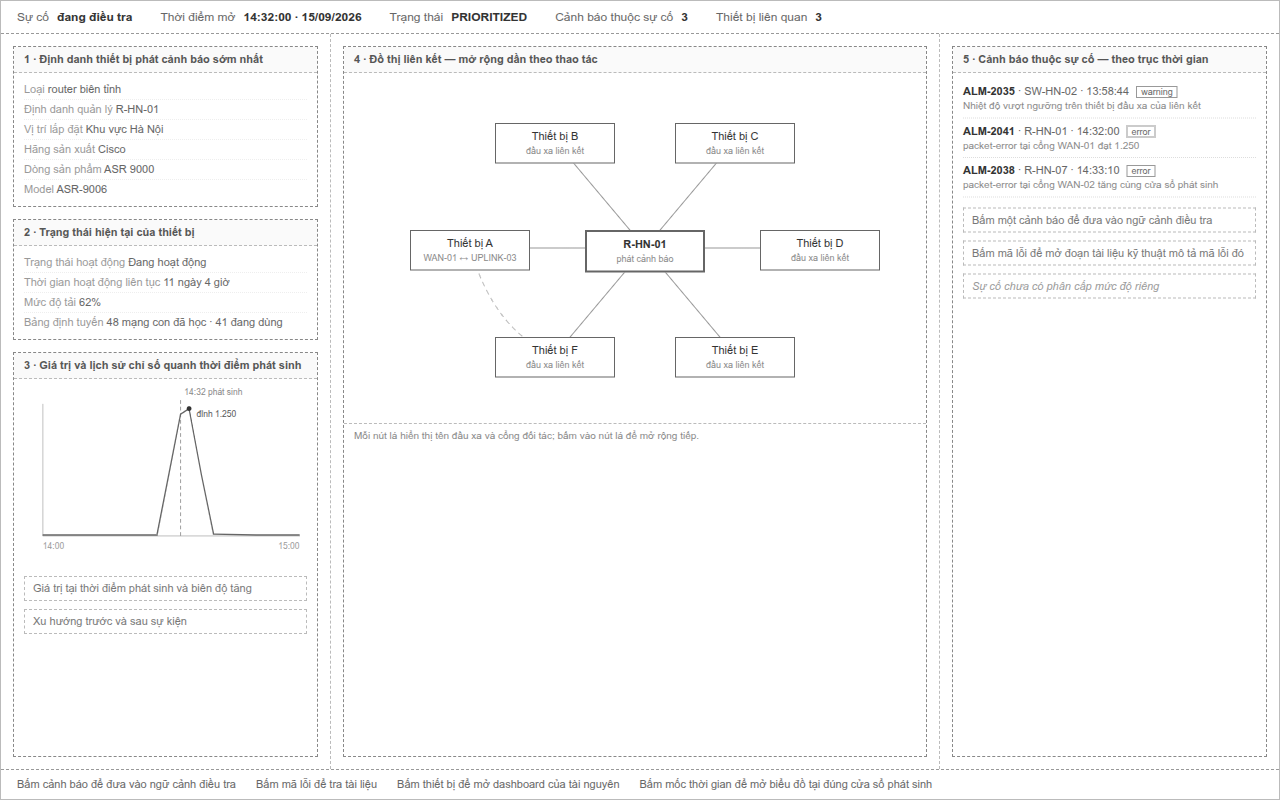 Sự cố đang điều tra Thời điểm mở 14:32:00 · 15/09/2026 Trạng thái PRIORITIZED Cảnh báo thuộc sự cố 3 Thiết bị liên quan 3
1 · Định danh thiết bị phát cảnh báo sớm nhất
Loại router biên tỉnh
Định danh quản lý R-HN-01
Vị trí lắp đặt Khu vực Hà Nội
Hãng sản xuất Cisco
Dòng sản phẩm ASR 9000
Model ASR-9006
2 · Trạng thái hiện tại của thiết bị
Trạng thái hoạt động Đang hoạt động
Thời gian hoạt động liên tục 11 ngày 4 giờ
Mức độ tải 62%
Bảng định tuyến 48 mạng con đã học · 41 đang dùng
3 · Giá trị và lịch sử chỉ số quanh thời điểm phát sinh
14:32 phát sinh
đỉnh 1.250
14:00 15:00
Giá trị tại thời điểm phát sinh và biên độ tăng
Xu hướng trước và sau sự kiện
4 · Đồ thị liên kết — mở rộng dần theo thao tác
Thiết bị B
đầu xa liên kết
Thiết bị C
đầu xa liên kết
Thiết bị A
WAN-01 ↔ UPLINK-03
R-HN-01
phát cảnh báo
Thiết bị D
đầu xa liên kết
Thiết bị F
đầu xa liên kết
Thiết bị E
đầu xa liên kết
Mỗi nút lá hiển thị tên đầu xa và cổng đối tác; bấm vào nút lá để mở rộng tiếp.
5 · Cảnh báo thuộc sự cố — theo trục thời gian
ALM-2035 · SW-HN-02 · 13:58:44 warning
Nhiệt độ vượt ngưỡng trên thiết bị đầu xa của liên kết
ALM-2041 · R-HN-01 · 14:32:00 error
packet-error tại cổng WAN-01 đạt 1.250
ALM-2038 · R-HN-07 · 14:33:10 error
packet-error tại cổng WAN-02 tăng cùng cửa sổ phát sinh
Bấm một cảnh báo để đưa vào ngữ cảnh điều tra
Bấm mã lỗi để mở đoạn tài liệu kỹ thuật mô tả mã lỗi đó
Sự cố chưa có phân cấp mức độ riêng
Bấm cảnh báo để đưa vào ngữ cảnh điều tra Bấm mã lỗi để tra tài liệu Bấm thiết bị để mở dashboard của tài nguyên Bấm mốc thời gian để mở biểu đồ tại đúng cửa sổ phát sinh